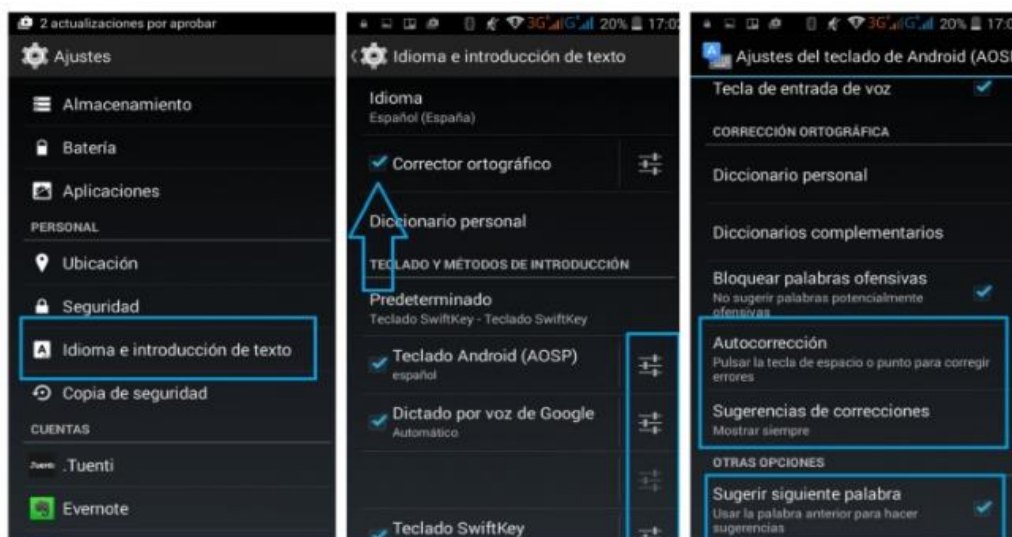 2 actualizaciones por aprobar
Ajustes
Almacenamiento
Batería
Aplicaciones
PERSONAL
Ubicación
Seguridad
Idioma e introducción de texto
Copia de seguridad
CUENTAS
.Tuenti
Evernote
3G G 20% 17:02
Idioma e introducción de texto
Idioma
Español (España)
Corrector ortográfico
Diccionario personal
TECLADO Y MÉTODOS DE INTRODUCCIÓN
Predeterminado
Teclado SwiftKey - Teclado SwiftKey
Teclado Android (AOSP)
español
Dictado por voz de Google
Automático
Teclado SwiftKey
3G G 20% 17:0
Ajustes del teclado de Android (AOSP
Tecla de entrada de voz
CORRECCIÓN ORTOGRÁFICA
Diccionario personal
Diccionarios complementarios
Bloquear palabras ofensivas
No sugerir palabras potencialmente
ofensivas
Autocorrección
Pulsar la tecla de espacio o punto para corregir
errores
Sugerencias de correcciones
Mostrar siempre
OTRAS OPCIONES
Sugerir siguiente palabra
Usar la palabra anterior para hacer
sugerencias